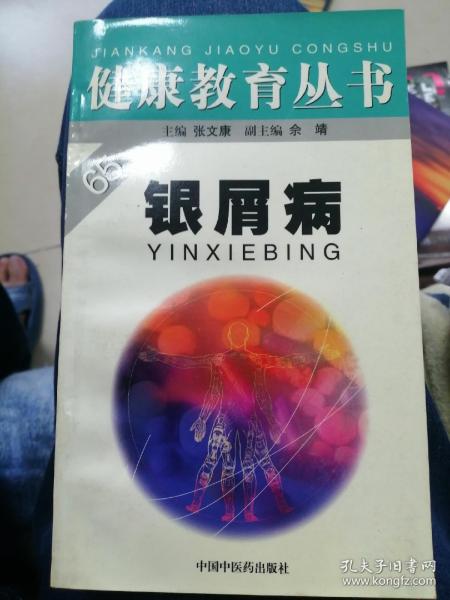 JIANKANG JIAOYU CONGSHU
健康教育丛书
主编 张文康 副主编 佘 靖
65
银屑病
YINXIEBING
中国中医药出版社
孔夫子旧书网
www.kongfz.com